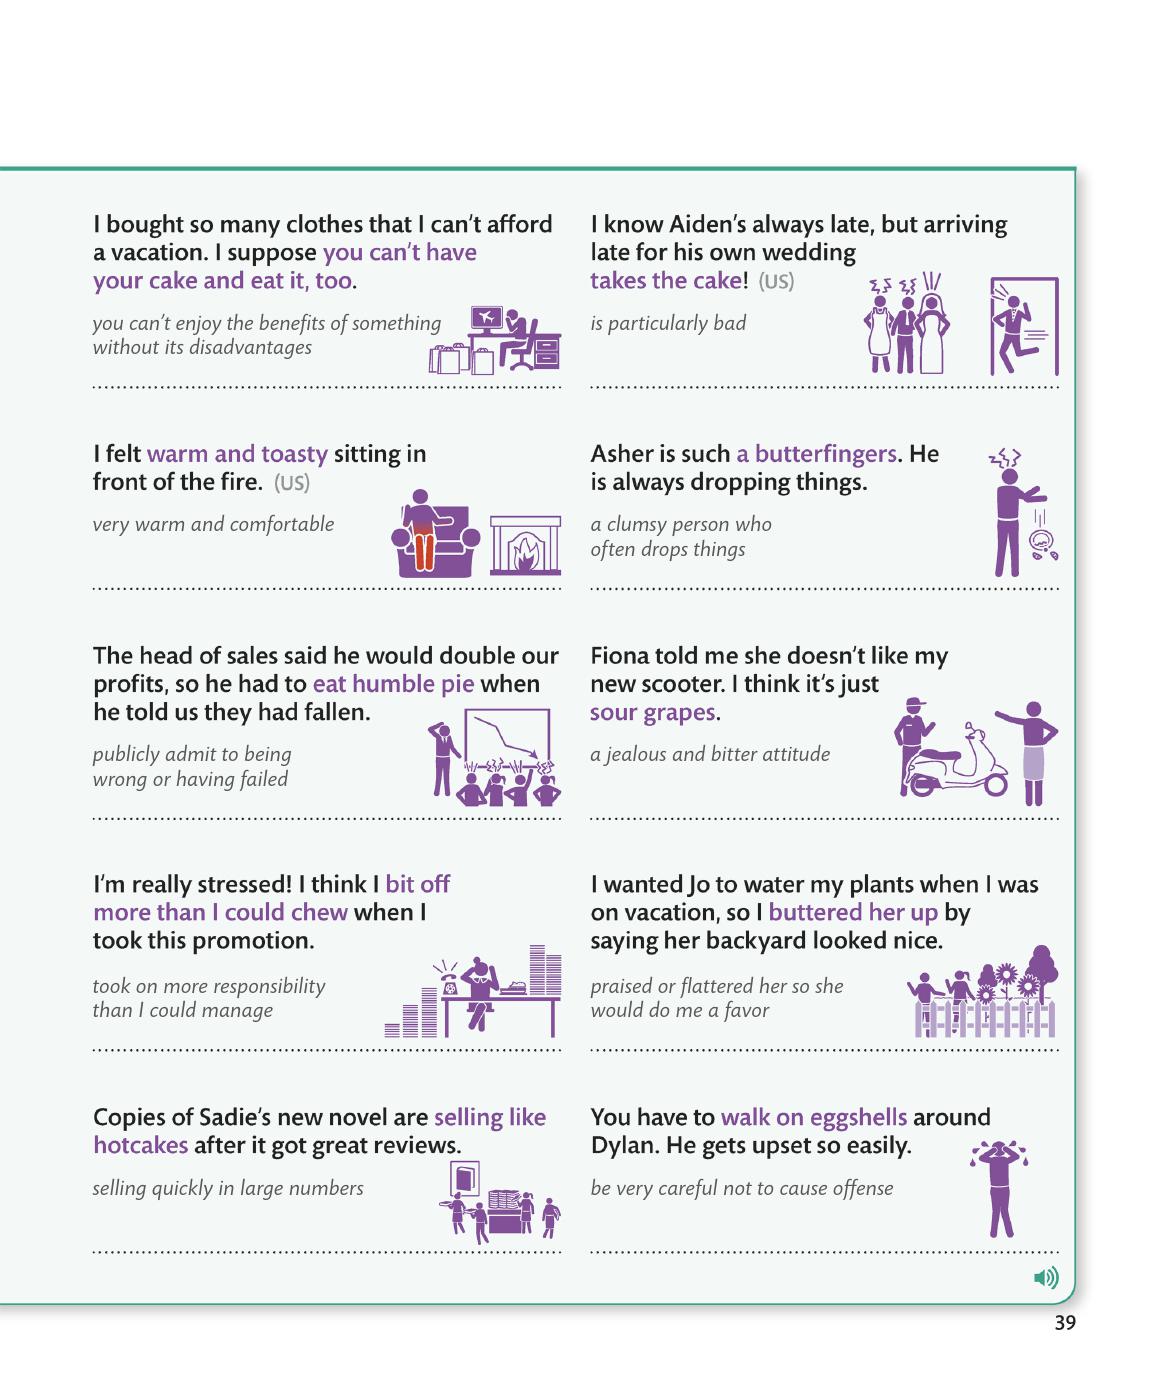 I bought so many clothes that I can't afford
a vacation. I suppose you can't have
your cake and eat it, too.
you can't enjoy the benefits of something
without its disadvantages
I know Aiden's always late, but arriving
late for his own wedding
takes the cake! (US)
is particularly bad
I felt warm and toasty sitting in
front of the fire. (US)
very warm and comfortable
Asher is such a butterfingers. He
is always dropping things.
a clumsy person who
often drops things
The head of sales said he would double our
profits, so he had to eat humble pie when
he told us they had fallen.
publicly admit to being
wrong or having failed
Fiona told me she doesn't like my
new scooter. I think it's just
sour grapes.
a jealous and bitter attitude
I'm really stressed! I think I bit off
more than I could chew when I
took this promotion.
took on more responsibility
than I could manage
I wanted Jo to water my plants when I was
on vacation, so I buttered her up by
saying her backyard looked nice.
praised or flattered her so she
would do me a favor
Copies of Sadie's new novel are selling like
hotcakes after it got great reviews.
selling quickly in large numbers
You have to walk on eggshells around
Dylan. He gets upset so easily.
be very careful not to cause offense
39